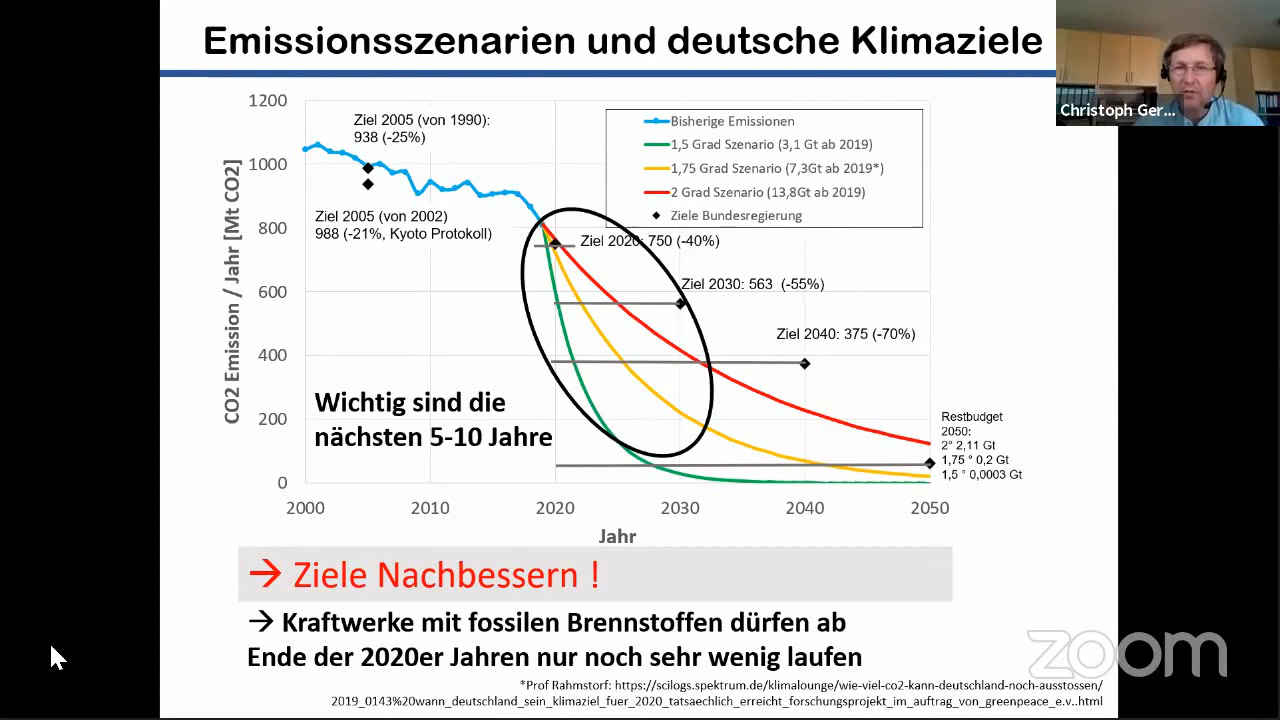 Emissionsszenarien und deutsche Klimaziele
Christoph Ger...
1200
1000
800
600
400
200
0
CO2 Emission / Jahr [Mt CO2]
Ziel 2005 (von 1990):
938 (-25%)
Ziel 2005 (von 2002)
988 (-21%, Kyoto Protokoll)
Bisherige Emissionen
1,5 Grad Szenario (3,1 Gt ab 2019)
1,75 Grad Szenario (7,3Gt ab 2019*)
2 Grad Szenario (13,8Gt ab 2019)
Ziele Bundesregierung
Ziel 2020: 750 (-40%)
Ziel 2030: 563 (-55%)
Ziel 2040: 375 (-70%)
Wichtig sind die
nächsten 5-10 Jahre
Restbudget
2050:
2° 2,11 Gt
1,75 ° 0,2 Gt
1,5 ° 0,0003 Gt
2000 2010 2020 2030 2040 2050
Jahr
→ Ziele Nachbessern !
→ Kraftwerke mit fossilen Brennstoffen dürfen ab
Ende der 2020er Jahren nur noch sehr wenig laufen
zoom
*Prof Rahmstorf: https://scilogs.spektrum.de/klimalounge/wie-viel-co2-kann-deutschland-noch-ausstossen/
2019_0143%20wann_deutschland_sein_klimaziel_fuer_2020_tatsaechlich_erreicht_forschungsprojekt_im_auftrag_von_greenpeace_e.v..html